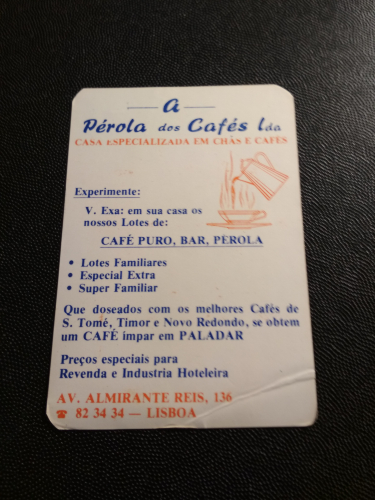 A
Pérola dos Cafés Lda
CASA ESPECIALIZADA EM CHÁS E CAFÉS
Experimente:
V. Exa: em sua casa os
nossos Lotes de:
CAFÉ PURO, BAR, PEROLA
• Lotes Familiares
• Especial Extra
• Super Familiar
Que doseados com os melhores Cafés de
S. Tomé, Timor e Novo Redondo, se obtem
um CAFÉ impar em PALADAR
Preços especiais para
Revenda e Industria Hoteleira
AV. ALMIRANTE REIS, 136
☎ 82 34 34 — LISBOA